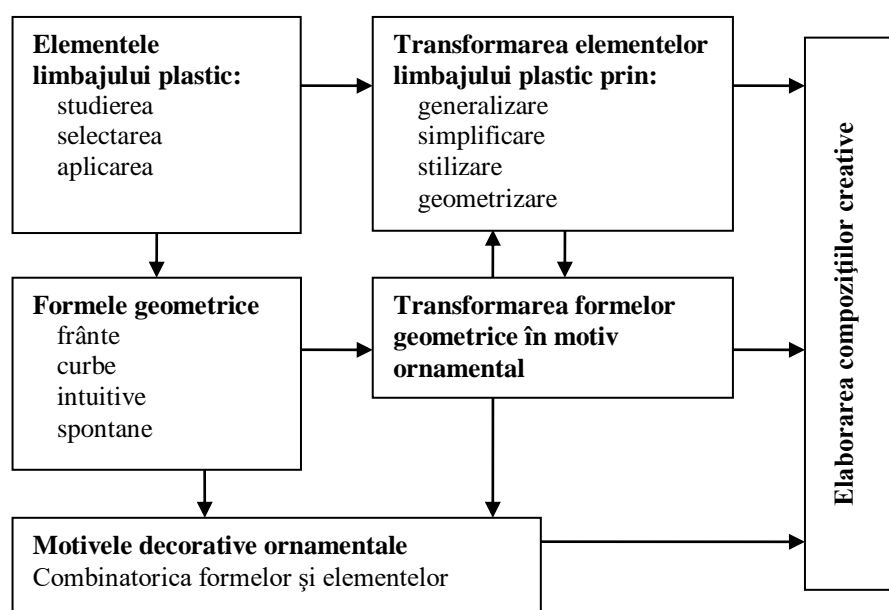 Elementele
limbajului plastic:
studierea
selectarea
aplicarea
Transformarea elementelor
limbajului plastic prin:
generalizare
simplificare
stilizare
geometrizare
Formele geometrice
frânte
curbe
intuitive
spontane
Transformarea formelor
geometrice în motiv
ornamental
Motivele decorative ornamentale
Combinatorica formelor şi elementelor
Elaborarea compoziţiilor creative